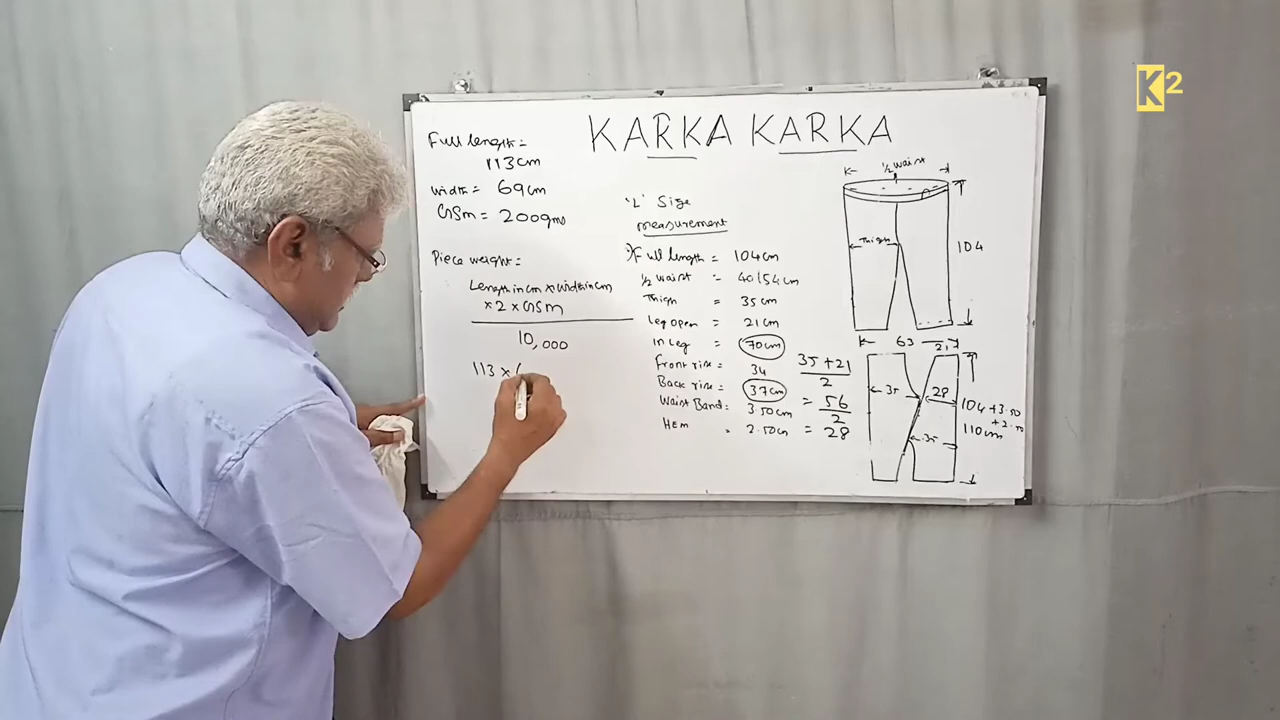 K2
KARKA KARKA
Full length =
113cm
width = 69cm
GSm = 200gms
Piece weight =
Length in cm x width in cm
x 2 x GSm
10,000
113 x
'L' Size
measurement
Full length = 104cm
1/2 waist = 40/54cm
Thigh = 35cm
Leg open = 21cm
In Leg = 70cm
Front rise = 34
Back rise = 37cm
Waist Band = 3.50cm
Hem = 2.50cm
35 + 21
2
= 56
2
= 28
1/2 waist
Thigh
104
63
21
35
28
35
104 + 3.50
+ 2.50
110cm